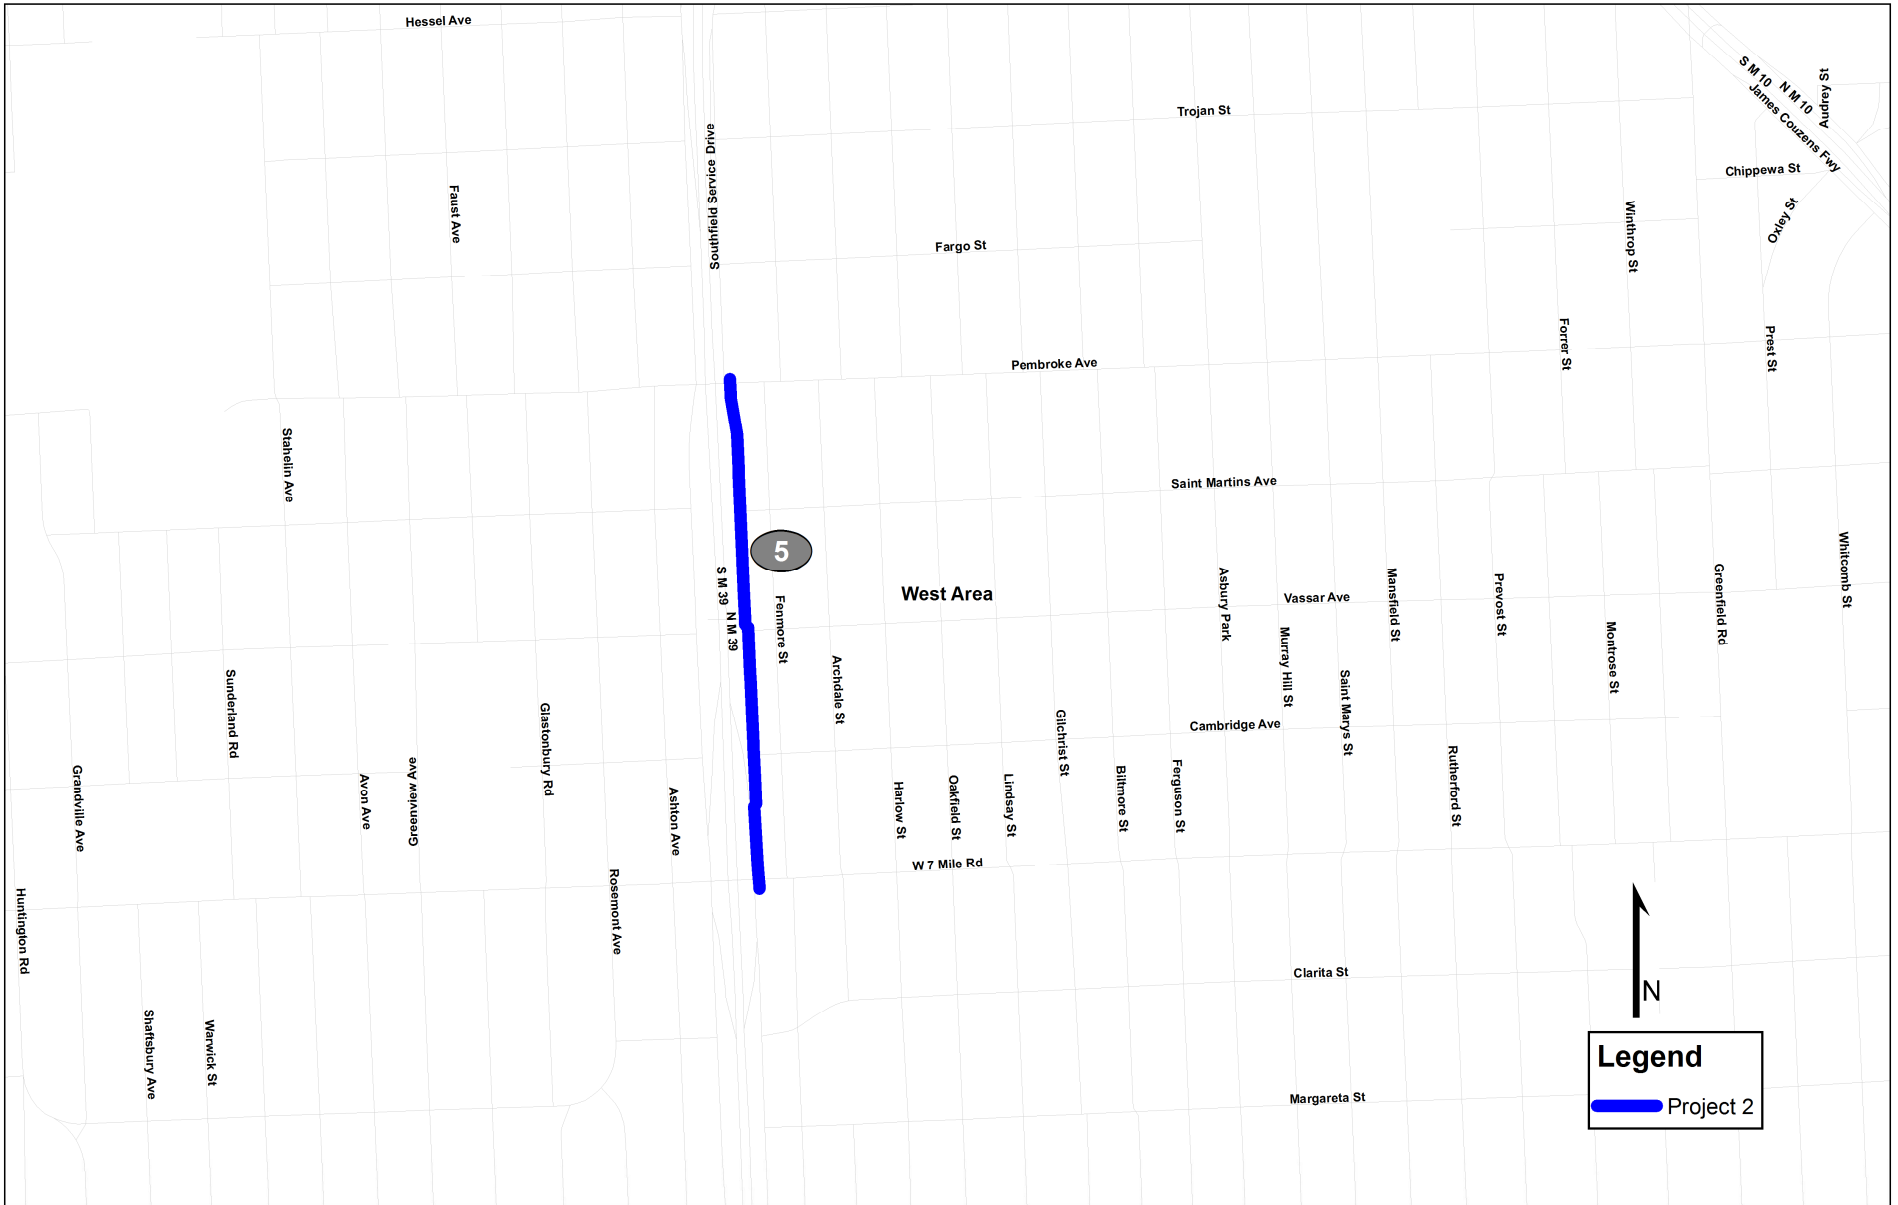 Hessel Ave
Trojan St
S M 10
N M 10
James Couzens Fwy
Audrey St
Chippewa St
Oxley St
Southfield Service Drive
Faust Ave
Fargo St
Winthrop St
Pembroke Ave
Forrer St
Prest St
Stahelin Ave
Saint Martins Ave
5
West Area
S M 39
N M 39
Fenmore St
Archdale St
Asbury Park
Vassar Ave
Murray Hill St
Mansfield St
Saint Marys St
Prevost St
Montrose St
Greenfield Rd
Whitcomb St
Sunderland Rd
Glastonbury Rd
Grandville Ave
Avon Ave
Greenview Ave
Ashton Ave
Cambridge Ave
Gilchrist St
Harlow St
Oakfield St
Lindsay St
Biltmore St
Ferguson St
Rutherford St
W 7 Mile Rd
Huntington Rd
Rosemont Ave
Clarita St
Shaftsbury Ave
Warwick St
Margareta St
N
Legend
Project 2